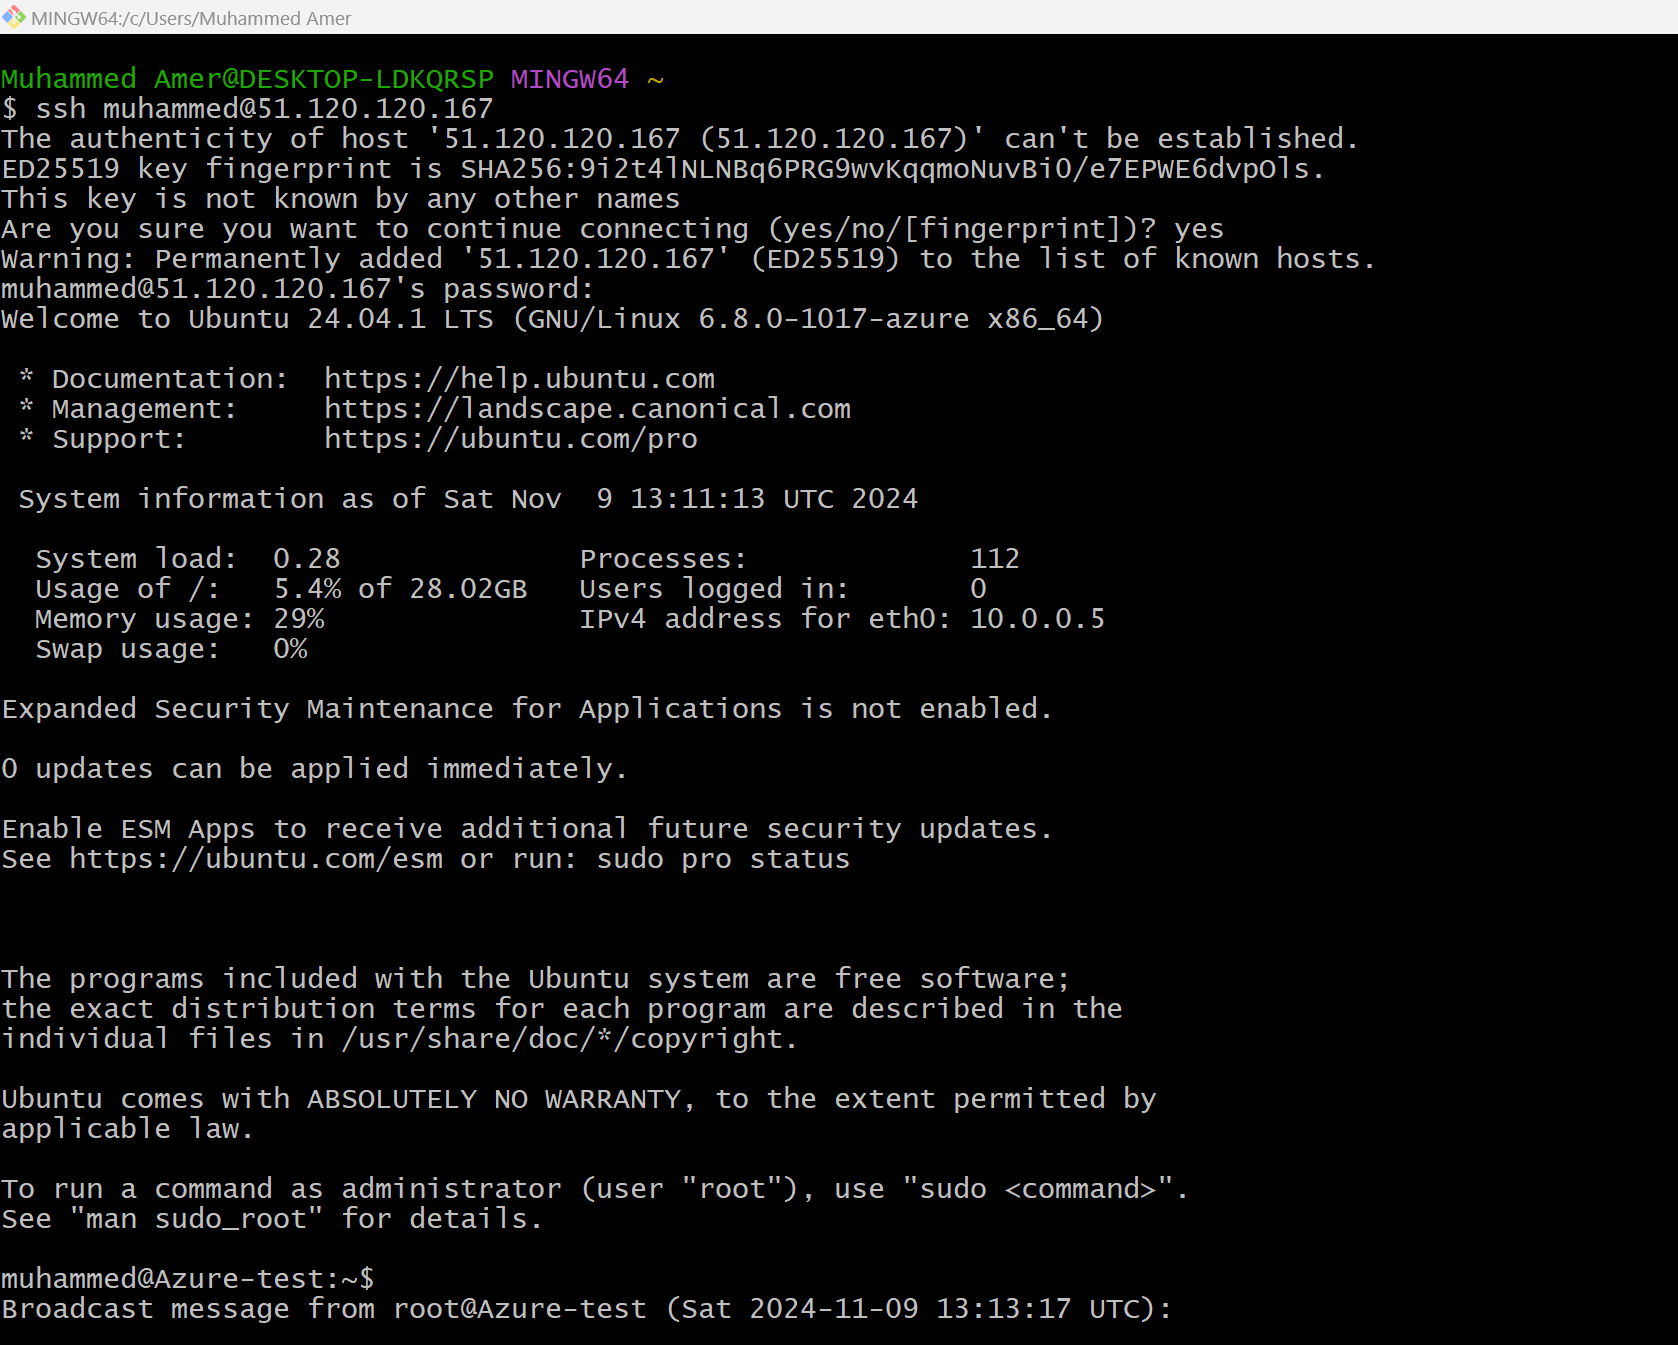 MINGW64:/c/Users/Muhammed Amer
Muhammed Amer@DESKTOP-LDKQRSP MINGW64 ~
$ ssh muhammed@51.120.120.167
The authenticity of host '51.120.120.167 (51.120.120.167)' can't be established.
ED25519 key fingerprint is SHA256:9i2t4lNLNBq6PRG9wvKqqmoNuvBiO/e7EPWE6dvpOls.
This key is not known by any other names
Are you sure you want to continue connecting (yes/no/[fingerprint])? yes
Warning: Permanently added '51.120.120.167' (ED25519) to the list of known hosts.
muhammed@51.120.120.167's password:
Welcome to Ubuntu 24.04.1 LTS (GNU/Linux 6.8.0-1017-azure x86_64)
* Documentation:  https://help.ubuntu.com
* Management:     https://landscape.canonical.com
* Support:        https://ubuntu.com/pro
System information as of Sat Nov  9 13:11:13 UTC 2024
System load:  0.28              Processes:             112
Usage of /:   5.4% of 28.02GB   Users logged in:       0
Memory usage: 29%               IPv4 address for eth0: 10.0.0.5
Swap usage:   0%
Expanded Security Maintenance for Applications is not enabled.
0 updates can be applied immediately.
Enable ESM Apps to receive additional future security updates.
See https://ubuntu.com/esm or run: sudo pro status
The programs included with the Ubuntu system are free software;
the exact distribution terms for each program are described in the
individual files in /usr/share/doc/*/copyright.
Ubuntu comes with ABSOLUTELY NO WARRANTY, to the extent permitted by
applicable law.
To run a command as administrator (user "root"), use "sudo <command>".
See "man sudo_root" for details.
muhammed@Azure-test:~$
Broadcast message from root@Azure-test (Sat 2024-11-09 13:13:17 UTC):